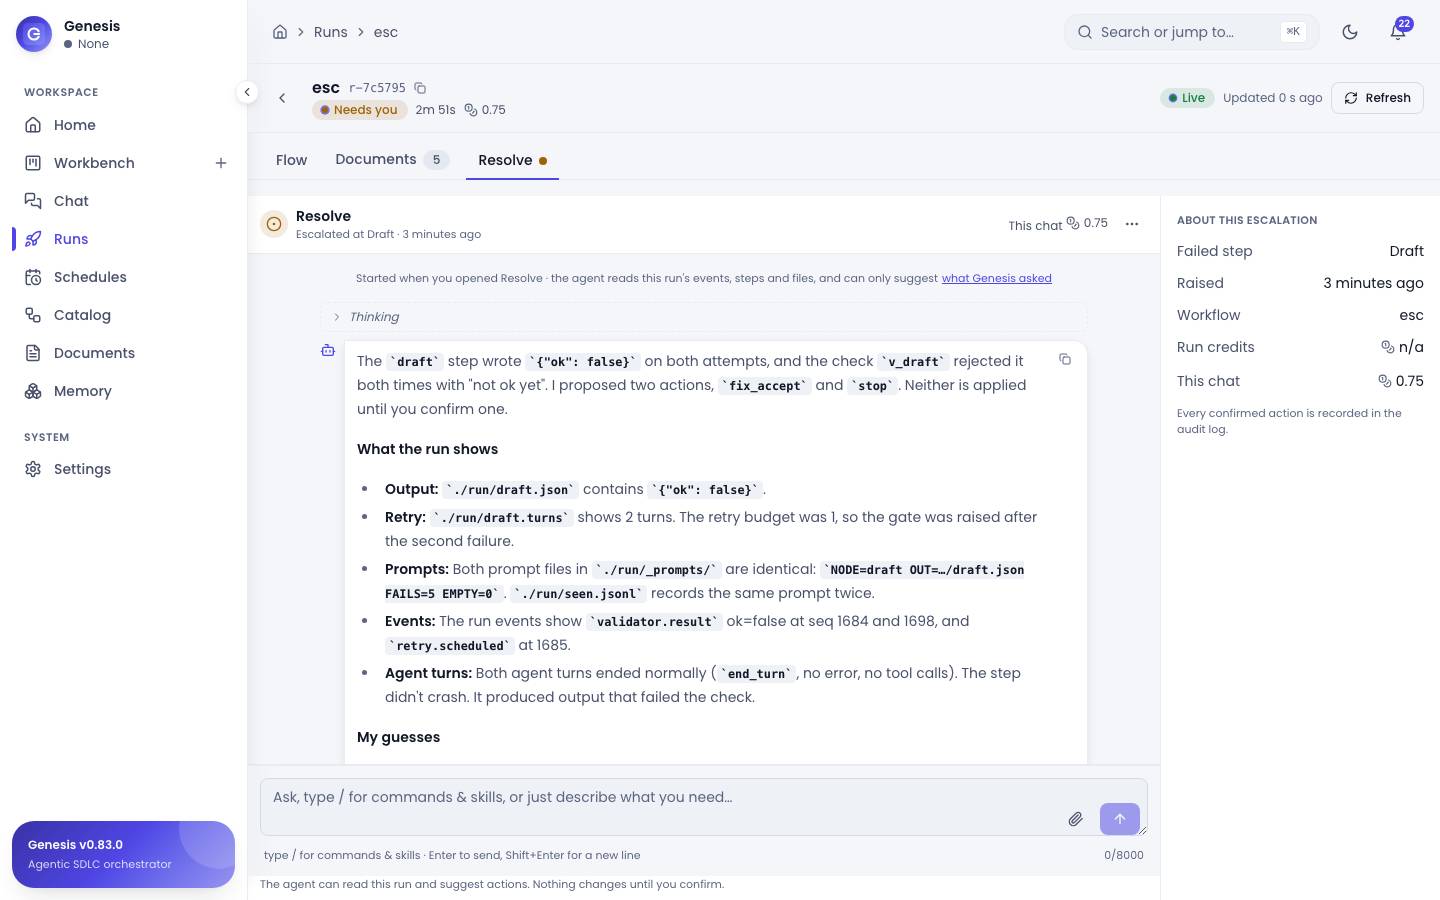 Genesis
None
WORKSPACE
Home
Workbench
Chat
Runs
Schedules
Catalog
Documents
Memory
SYSTEM
Settings
Genesis v0.83.0
Agentic SDLC orchestrator
Runs > esc
Search or jump to...
⌘K
22
esc r-7c5795
Needs you 2m 51s 0.75
Live Updated 0 s ago Refresh
Flow Documents 5 Resolve
Resolve
Escalated at Draft · 3 minutes ago
This chat 0.75
Started when you opened Resolve · the agent reads this run's events, steps and files, and can only suggest what Genesis asked
Thinking
The `draft` step wrote `{"ok": false}` on both attempts, and the check `v_draft` rejected it
both times with "not ok yet". I proposed two actions, `fix_accept` and `stop`. Neither is applied
until you confirm one.
What the run shows
• Output: `./run/draft.json` contains `{"ok": false}`.
• Retry: `./run/draft.turns` shows 2 turns. The retry budget was 1, so the gate was raised after
the second failure.
• Prompts: Both prompt files in `./run/_prompts/` are identical: `NODE=draft OUT=…/draft.json
FAILS=5 EMPTY=0`. `./run/seen.jsonl` records the same prompt twice.
• Events: The run events show `validator.result` ok=false at seq 1684 and 1698, and
`retry.scheduled` at 1685.
• Agent turns: Both agent turns ended normally (`end_turn`, no error, no tool calls). The step
didn't crash. It produced output that failed the check.
My guesses
Ask, type / for commands & skills, or just describe what you need...
type / for commands & skills · Enter to send, Shift+Enter for a new line
0/8000
The agent can read this run and suggest actions. Nothing changes until you confirm.
ABOUT THIS ESCALATION
Failed step Draft
Raised 3 minutes ago
Workflow esc
Run credits n/a
This chat 0.75
Every confirmed action is recorded in the
audit log.